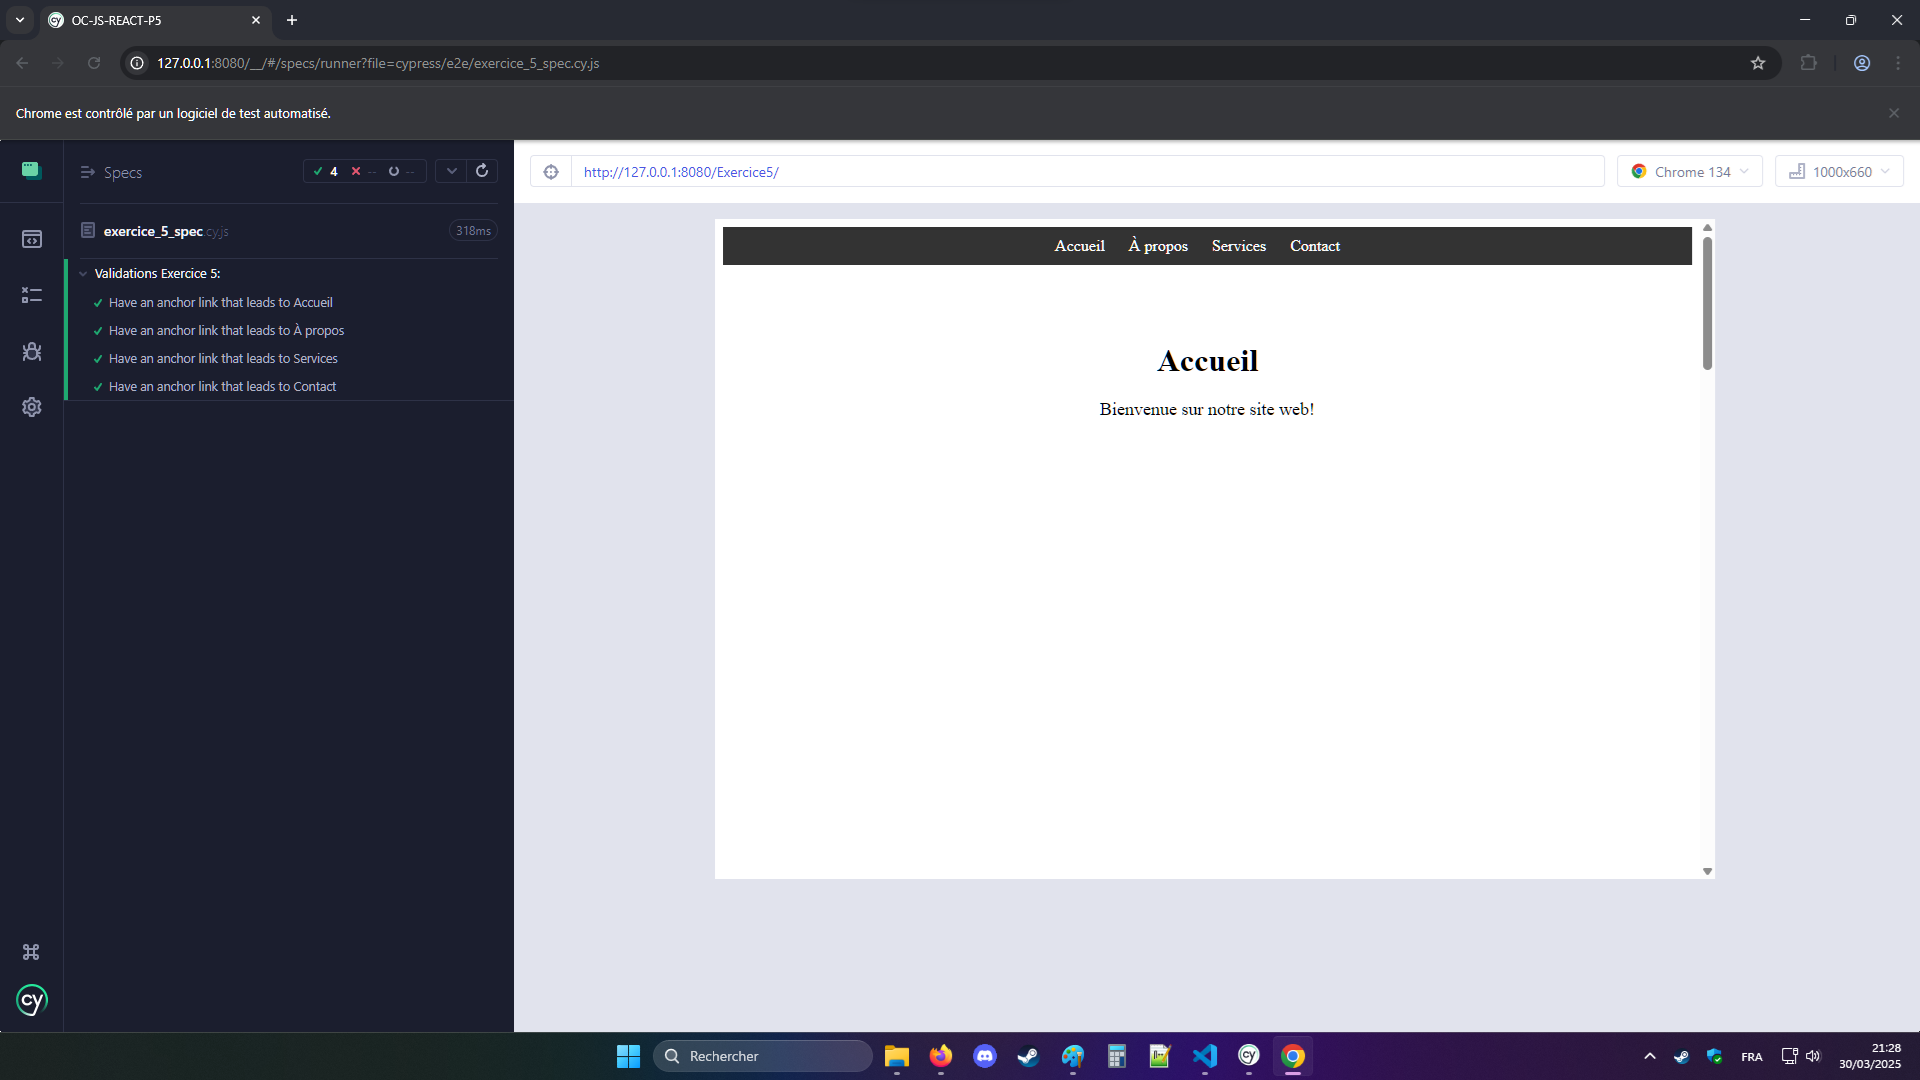 OC-JS-REACT-P5
127.0.0.1:8080/__/#/specs/runner?file=cypress/e2e/exercice_5_spec.cy.js
Chrome est contrôlé par un logiciel de test automatisé.
Specs
4 -- --
http://127.0.0.1:8080/Exercice5/
Chrome 134
1000x660
exercice_5_spec.cy.js
318ms
Validations Exercice 5:
Have an anchor link that leads to Accueil
Have an anchor link that leads to À propos
Have an anchor link that leads to Services
Have an anchor link that leads to Contact
Accueil À propos Services Contact
Accueil
Bienvenue sur notre site web!
cy
Rechercher
FRA
21:28
30/03/2025